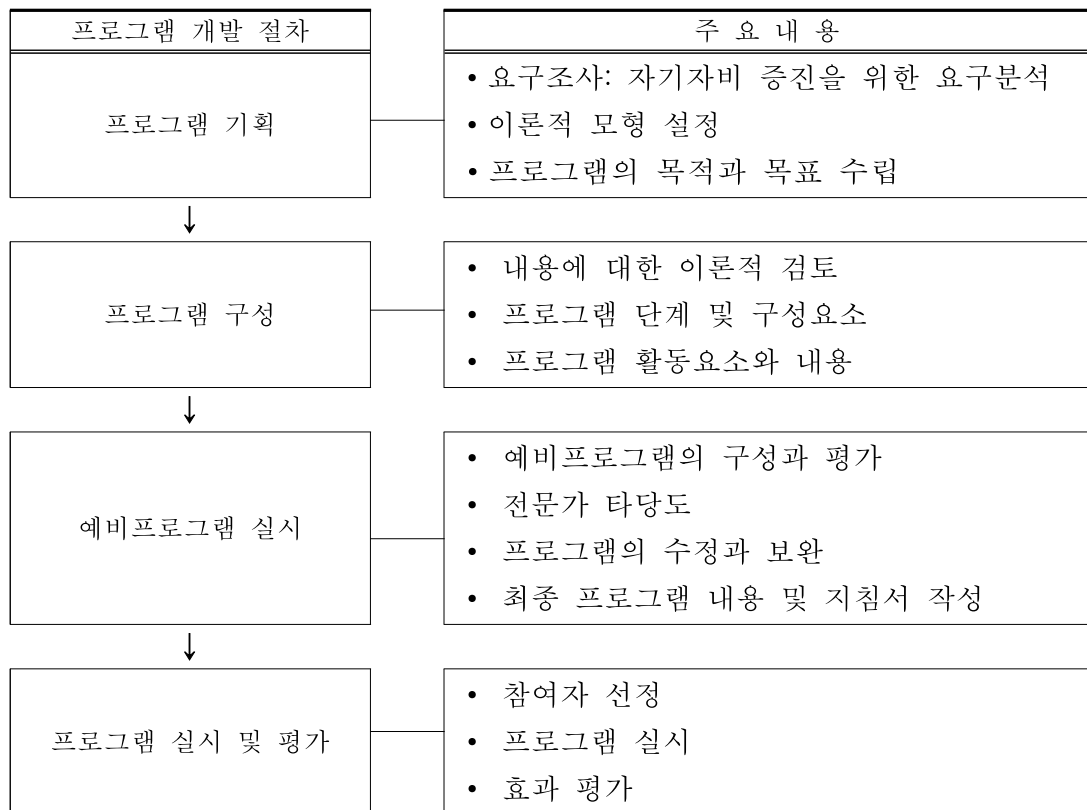 프로그램 개발 절차
주 요 내 용
프로그램 기획
• 요구조사: 자기자비 증진을 위한 요구분석
• 이론적 모형 설정
• 프로그램의 목적과 목표 수립
프로그램 구성
• 내용에 대한 이론적 검토
• 프로그램 단계 및 구성요소
• 프로그램 활동요소와 내용
예비프로그램 실시
• 예비프로그램의 구성과 평가
• 전문가 타당도
• 프로그램의 수정과 보완
• 최종 프로그램 내용 및 지침서 작성
프로그램 실시 및 평가
• 참여자 선정
• 프로그램 실시
• 효과 평가